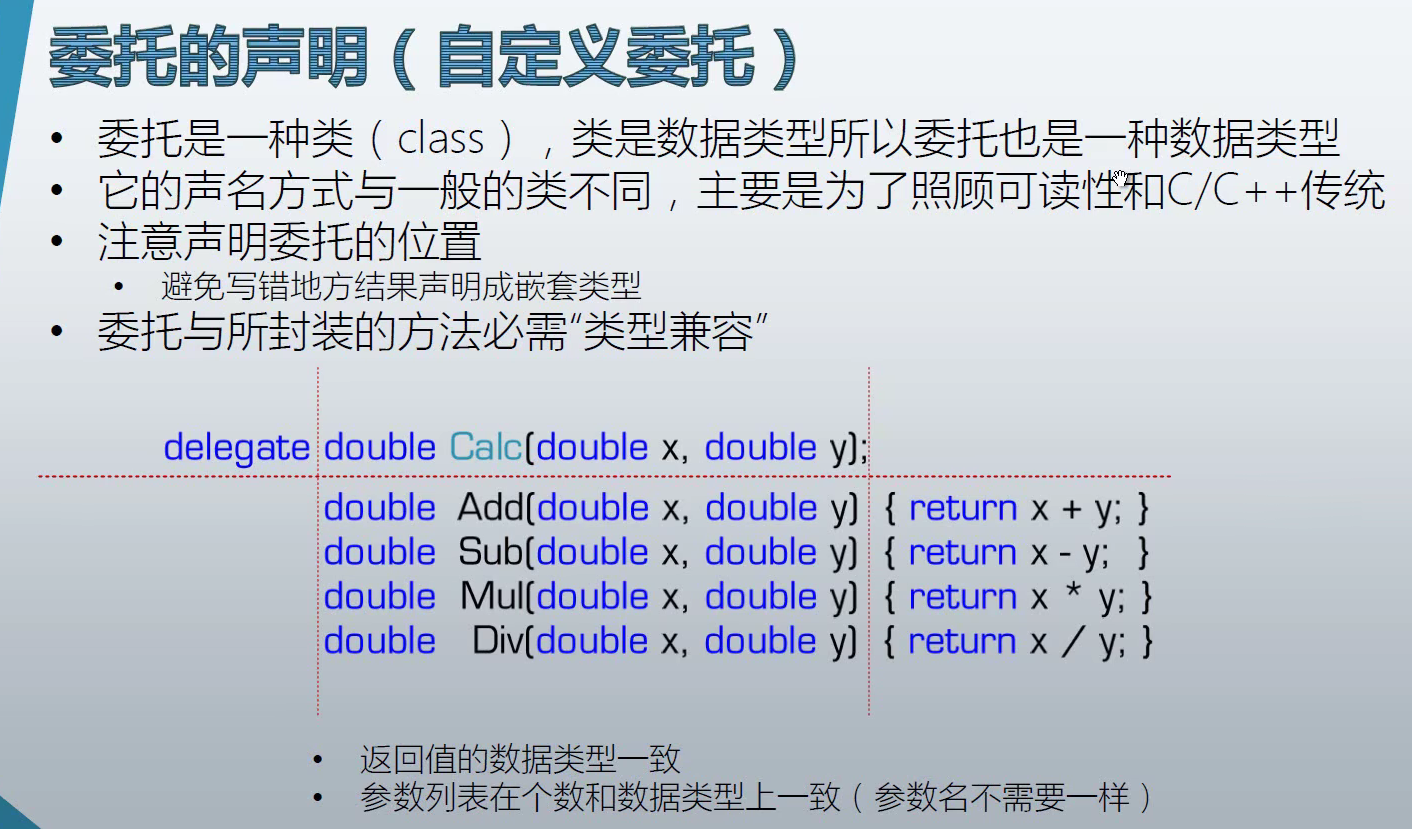 委托的声明（自定义委托）
• 委托是一种类（class），类是数据类型所以委托也是一种数据类型
• 它的声名方式与一般的类不同，主要是为了照顾可读性和C/C++传统
• 注意声明委托的位置
• 避免写错地方结果声明成嵌套类型
• 委托与所封装的方法必需“类型兼容”
delegate double Calc(double x, double y);
double Add(double x, double y) { return x + y; }
double Sub(double x, double y) { return x - y; }
double Mul(double x, double y) { return x * y; }
double Div(double x, double y) { return x / y; }
• 返回值的数据类型一致
• 参数列表在个数和数据类型上一致（参数名不需要一样）